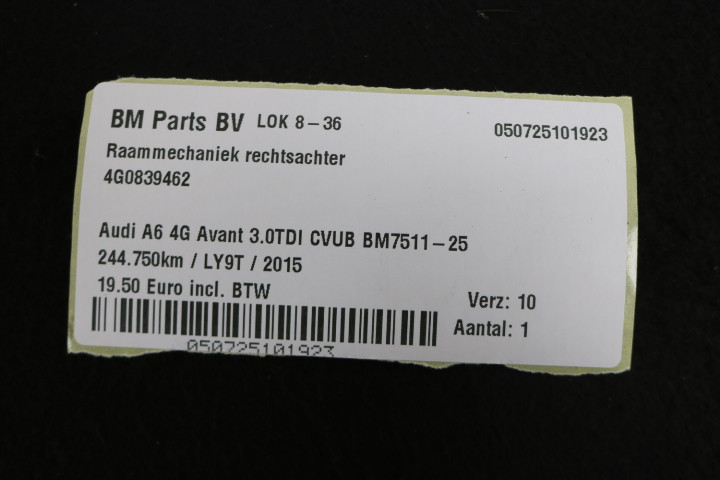 BM Parts BV LOK 8-36 050725101923
Raammechaniek rechtsachter
4G0839462
Audi A6 4G Avant 3.0TDI CVUB BM7511-25
244.750km / LY9T / 2015
19.50 Euro incl. BTW Verz: 10
Aantal: 1
050725101923